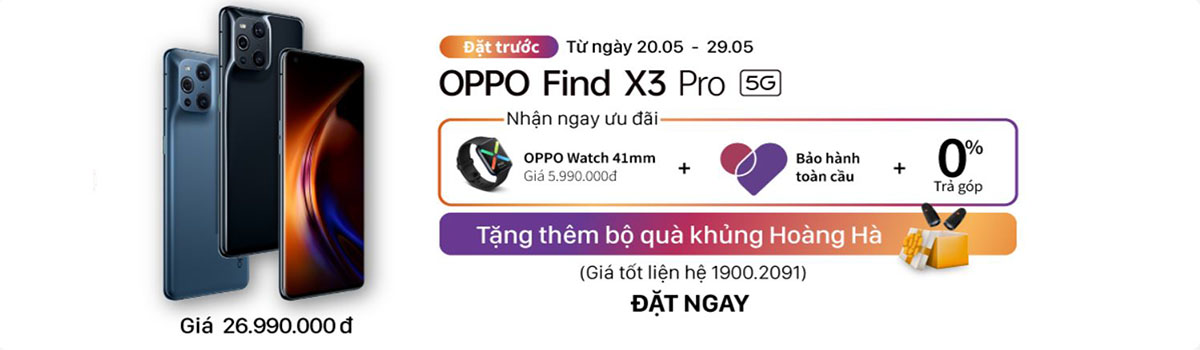 Đặt trước Từ ngày 20.05 - 29.05
OPPO Find X3 Pro 5G
Nhận ngay ưu đãi
OPPO Watch 41mm
Giá 5.990.000đ
+
Bảo hành
toàn cầu
+
0%
Trả góp
Tặng thêm bộ quà khủng Hoàng Hà
(Giá tốt liện hệ 1900.2091)
ĐẶT NGAY
Giá 26.990.000 đ